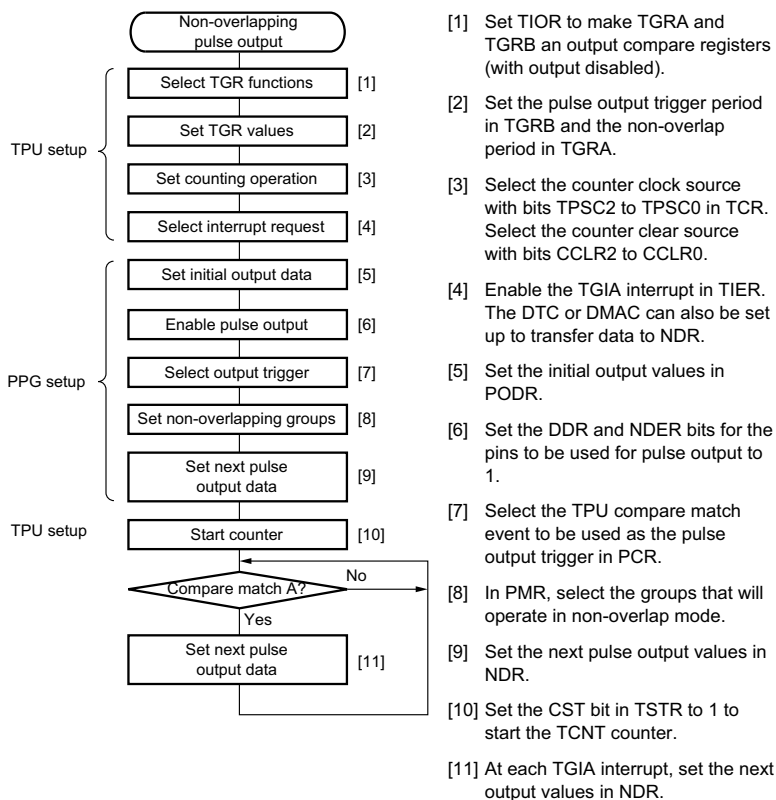 Non-overlapping
pulse output
Select TGR functions [1]
Set TGR values [2]
TPU setup
Set counting operation [3]
Select interrupt request [4]
Set initial output data [5]
Enable pulse output [6]
Select output trigger [7]
PPG setup
Set non-overlapping groups [8]
Set next pulse
output data [9]
TPU setup
Start counter [10]
Compare match A?
No
Yes
Set next pulse
output data [11]
[1] Set TIOR to make TGRA and
TGRB an output compare registers
(with output disabled).
[2] Set the pulse output trigger period
in TGRB and the non-overlap
period in TGRA.
[3] Select the counter clock source
with bits TPSC2 to TPSC0 in TCR.
Select the counter clear source
with bits CCLR2 to CCLR0.
[4] Enable the TGIA interrupt in TIER.
The DTC or DMAC can also be set
up to transfer data to NDR.
[5] Set the initial output values in
PODR.
[6] Set the DDR and NDER bits for the
pins to be used for pulse output to
1.
[7] Select the TPU compare match
event to be used as the pulse
output trigger in PCR.
[8] In PMR, select the groups that will
operate in non-overlap mode.
[9] Set the next pulse output values in
NDR.
[10] Set the CST bit in TSTR to 1 to
start the TCNT counter.
[11] At each TGIA interrupt, set the next
output values in NDR.